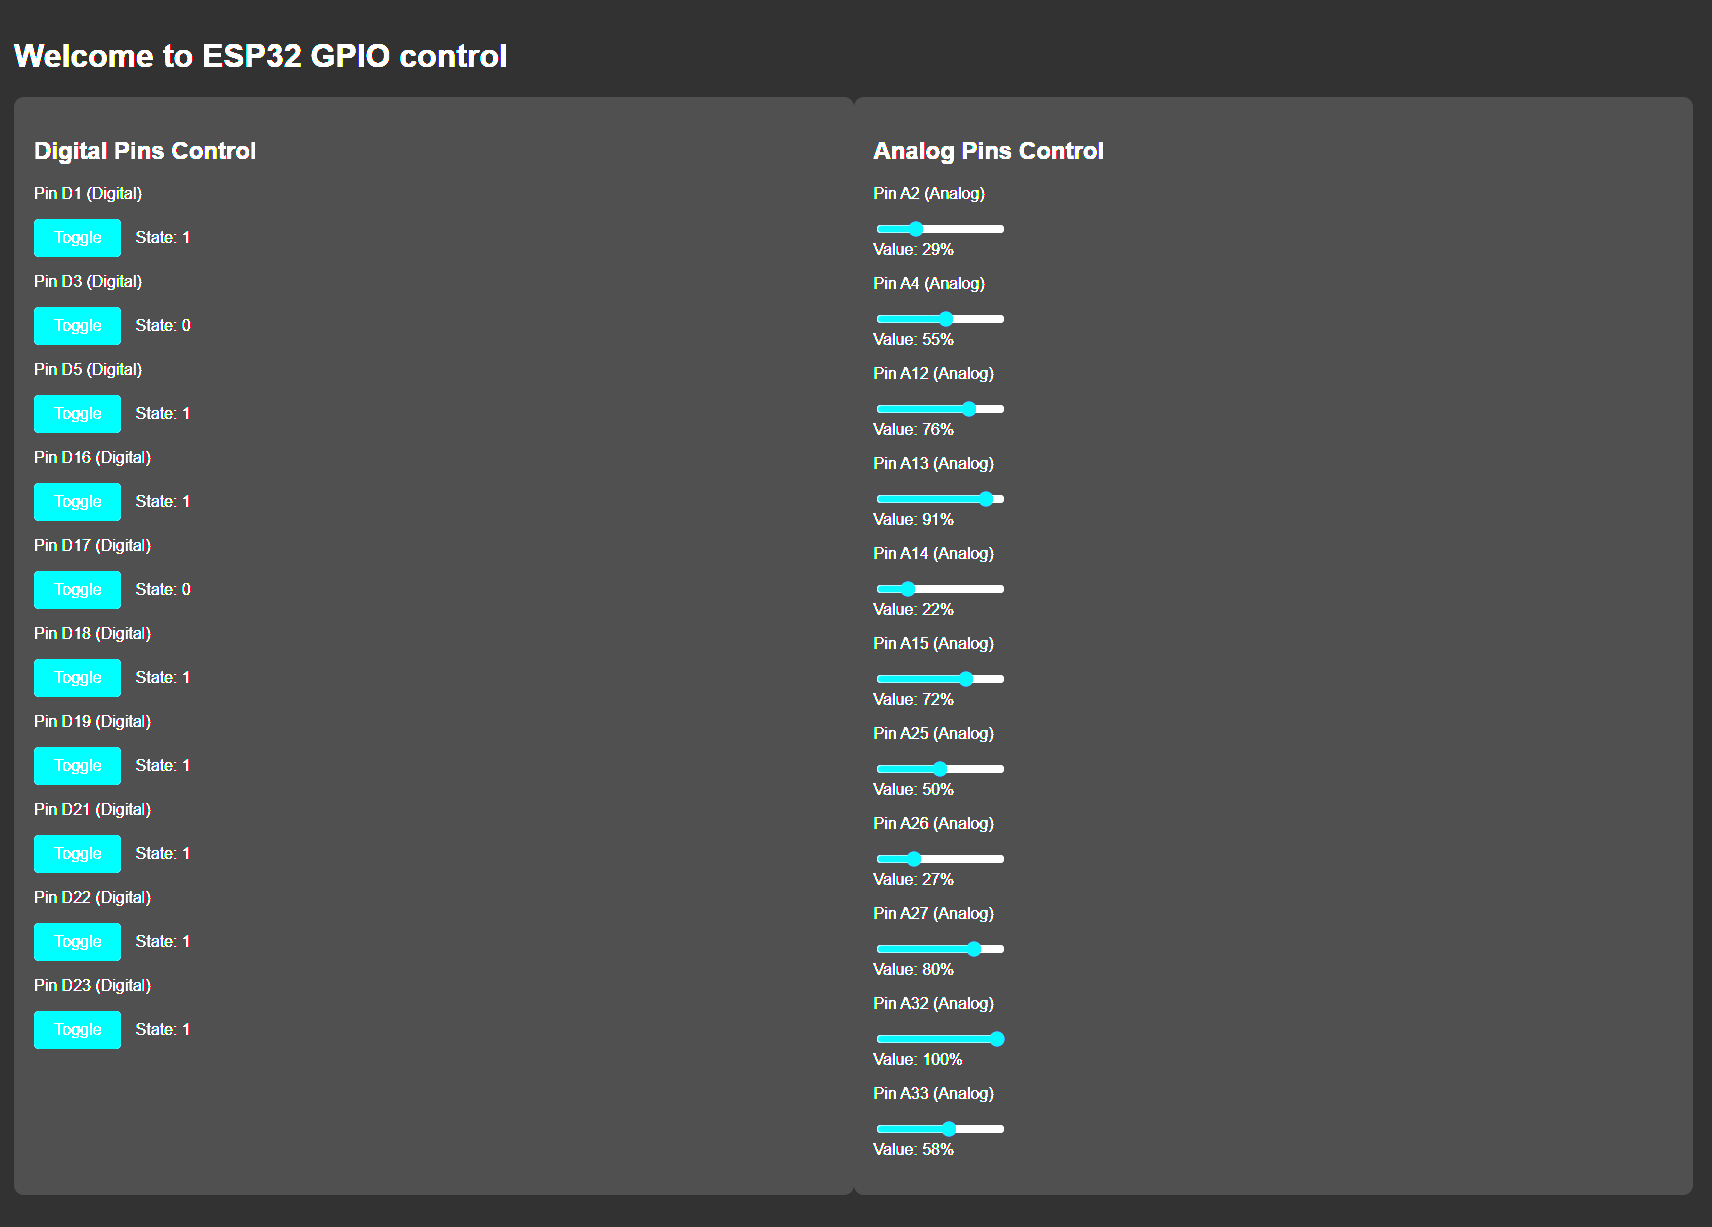 Welcome to ESP32 GPIO control
Digital Pins Control
Pin D1 (Digital)
Toggle State: 1
Pin D3 (Digital)
Toggle State: 0
Pin D5 (Digital)
Toggle State: 1
Pin D16 (Digital)
Toggle State: 1
Pin D17 (Digital)
Toggle State: 0
Pin D18 (Digital)
Toggle State: 1
Pin D19 (Digital)
Toggle State: 1
Pin D21 (Digital)
Toggle State: 1
Pin D22 (Digital)
Toggle State: 1
Pin D23 (Digital)
Toggle State: 1
Analog Pins Control
Pin A2 (Analog)
Value: 29%
Pin A4 (Analog)
Value: 55%
Pin A12 (Analog)
Value: 76%
Pin A13 (Analog)
Value: 91%
Pin A14 (Analog)
Value: 22%
Pin A15 (Analog)
Value: 72%
Pin A25 (Analog)
Value: 50%
Pin A26 (Analog)
Value: 27%
Pin A27 (Analog)
Value: 80%
Pin A32 (Analog)
Value: 100%
Pin A33 (Analog)
Value: 58%